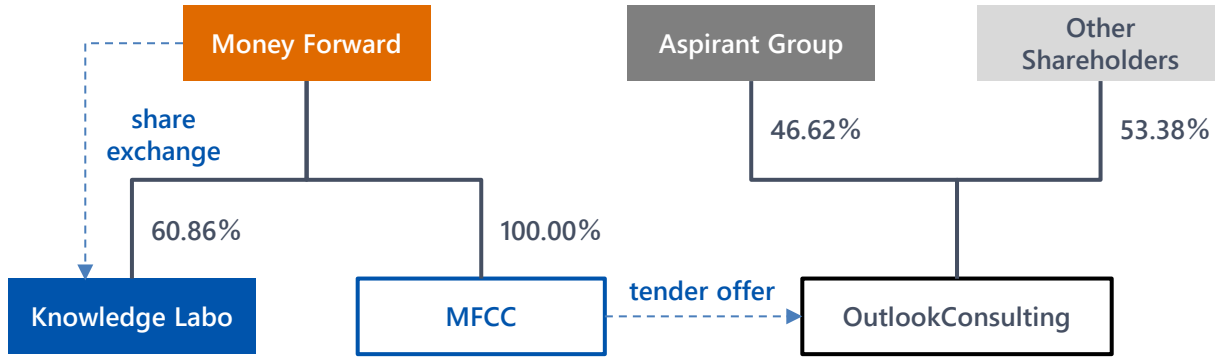 Money Forward
Aspirant Group
Other
Shareholders
share
exchange
46.62%
53.38%
60.86%
100.00%
Knowledge Labo
MFCC
tender offer
OutlookConsulting